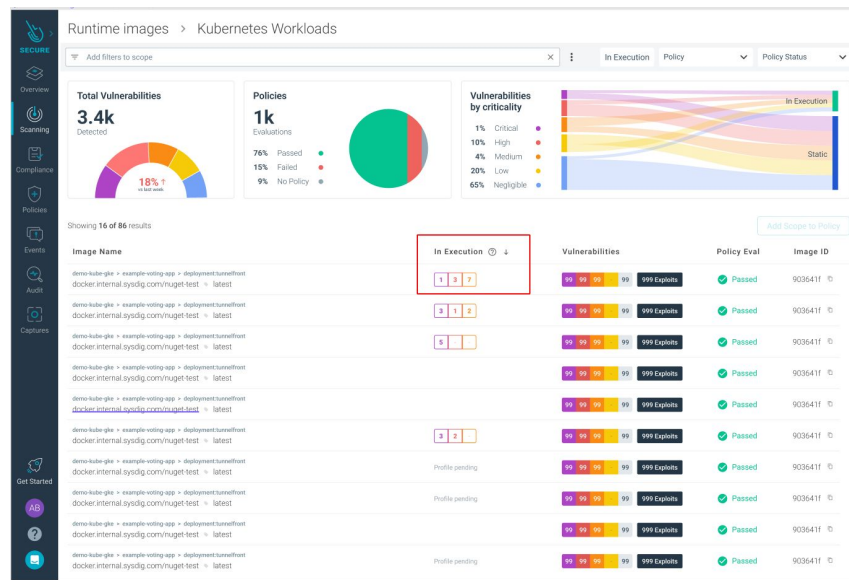 Runtime images > Kubernetes Workloads
SECURE
Overview
Scanning
Compliance
Policies
Events
Audit
Captures
Get Started
AB
?
Add filters to scope
In Execution
Policy
Policy Status
Total Vulnerabilities
3.4k
Detected
18% ↑
vs last week
Policies
1k
Evaluations
76% Passed
15% Failed
9% No Policy
Vulnerabilities
by criticality
1% Critical
10% High
4% Medium
20% Low
65% Negligible
In Execution
Static
Showing 16 of 86 results
Add Scope to Policy
Image Name In Execution ? ↓ Vulnerabilities Policy Eval Image ID
demo-kube-gke > example-voting-app > deployment:tunnelfront
docker.internal.sysdig.com/nuget-test latest 1 3 7 99 99 99 99 999 Exploits Passed 903641f
demo-kube-gke > example-voting-app > deployment:tunnelfront
docker.internal.sysdig.com/nuget-test latest 3 1 2 99 99 99 99 999 Exploits Passed 903641f
demo-kube-gke > example-voting-app > deployment:tunnelfront
docker.internal.sysdig.com/nuget-test latest 5 99 99 99 99 999 Exploits Passed 903641f
demo-kube-gke > example-voting-app > deployment:tunnelfront
docker.internal.sysdig.com/nuget-test latest 99 99 99 99 999 Exploits Passed 903641f
demo-kube-gke > example-voting-app > deployment:tunnelfront
docker.internal.sysdig.com/nuget-test latest 99 99 99 99 999 Exploits Passed 903641f
demo-kube-gke > example-voting-app > deployment:tunnelfront
docker.internal.sysdig.com/nuget-test latest 3 2 99 99 99 99 999 Exploits Passed 903641f
demo-kube-gke > example-voting-app > deployment:tunnelfront
docker.internal.sysdig.com/nuget-test latest Profile pending 99 99 99 99 999 Exploits Passed 903641f
demo-kube-gke > example-voting-app > deployment:tunnelfront
docker.internal.sysdig.com/nuget-test latest Profile pending 99 99 99 99 999 Exploits Passed 903641f
demo-kube-gke > example-voting-app > deployment:tunnelfront
docker.internal.sysdig.com/nuget-test latest 99 99 99 99 999 Exploits Passed 903641f
demo-kube-gke > example-voting-app > deployment:tunnelfront
docker.internal.sysdig.com/nuget-test latest Profile pending 99 99 99 99 999 Exploits Passed 903641f